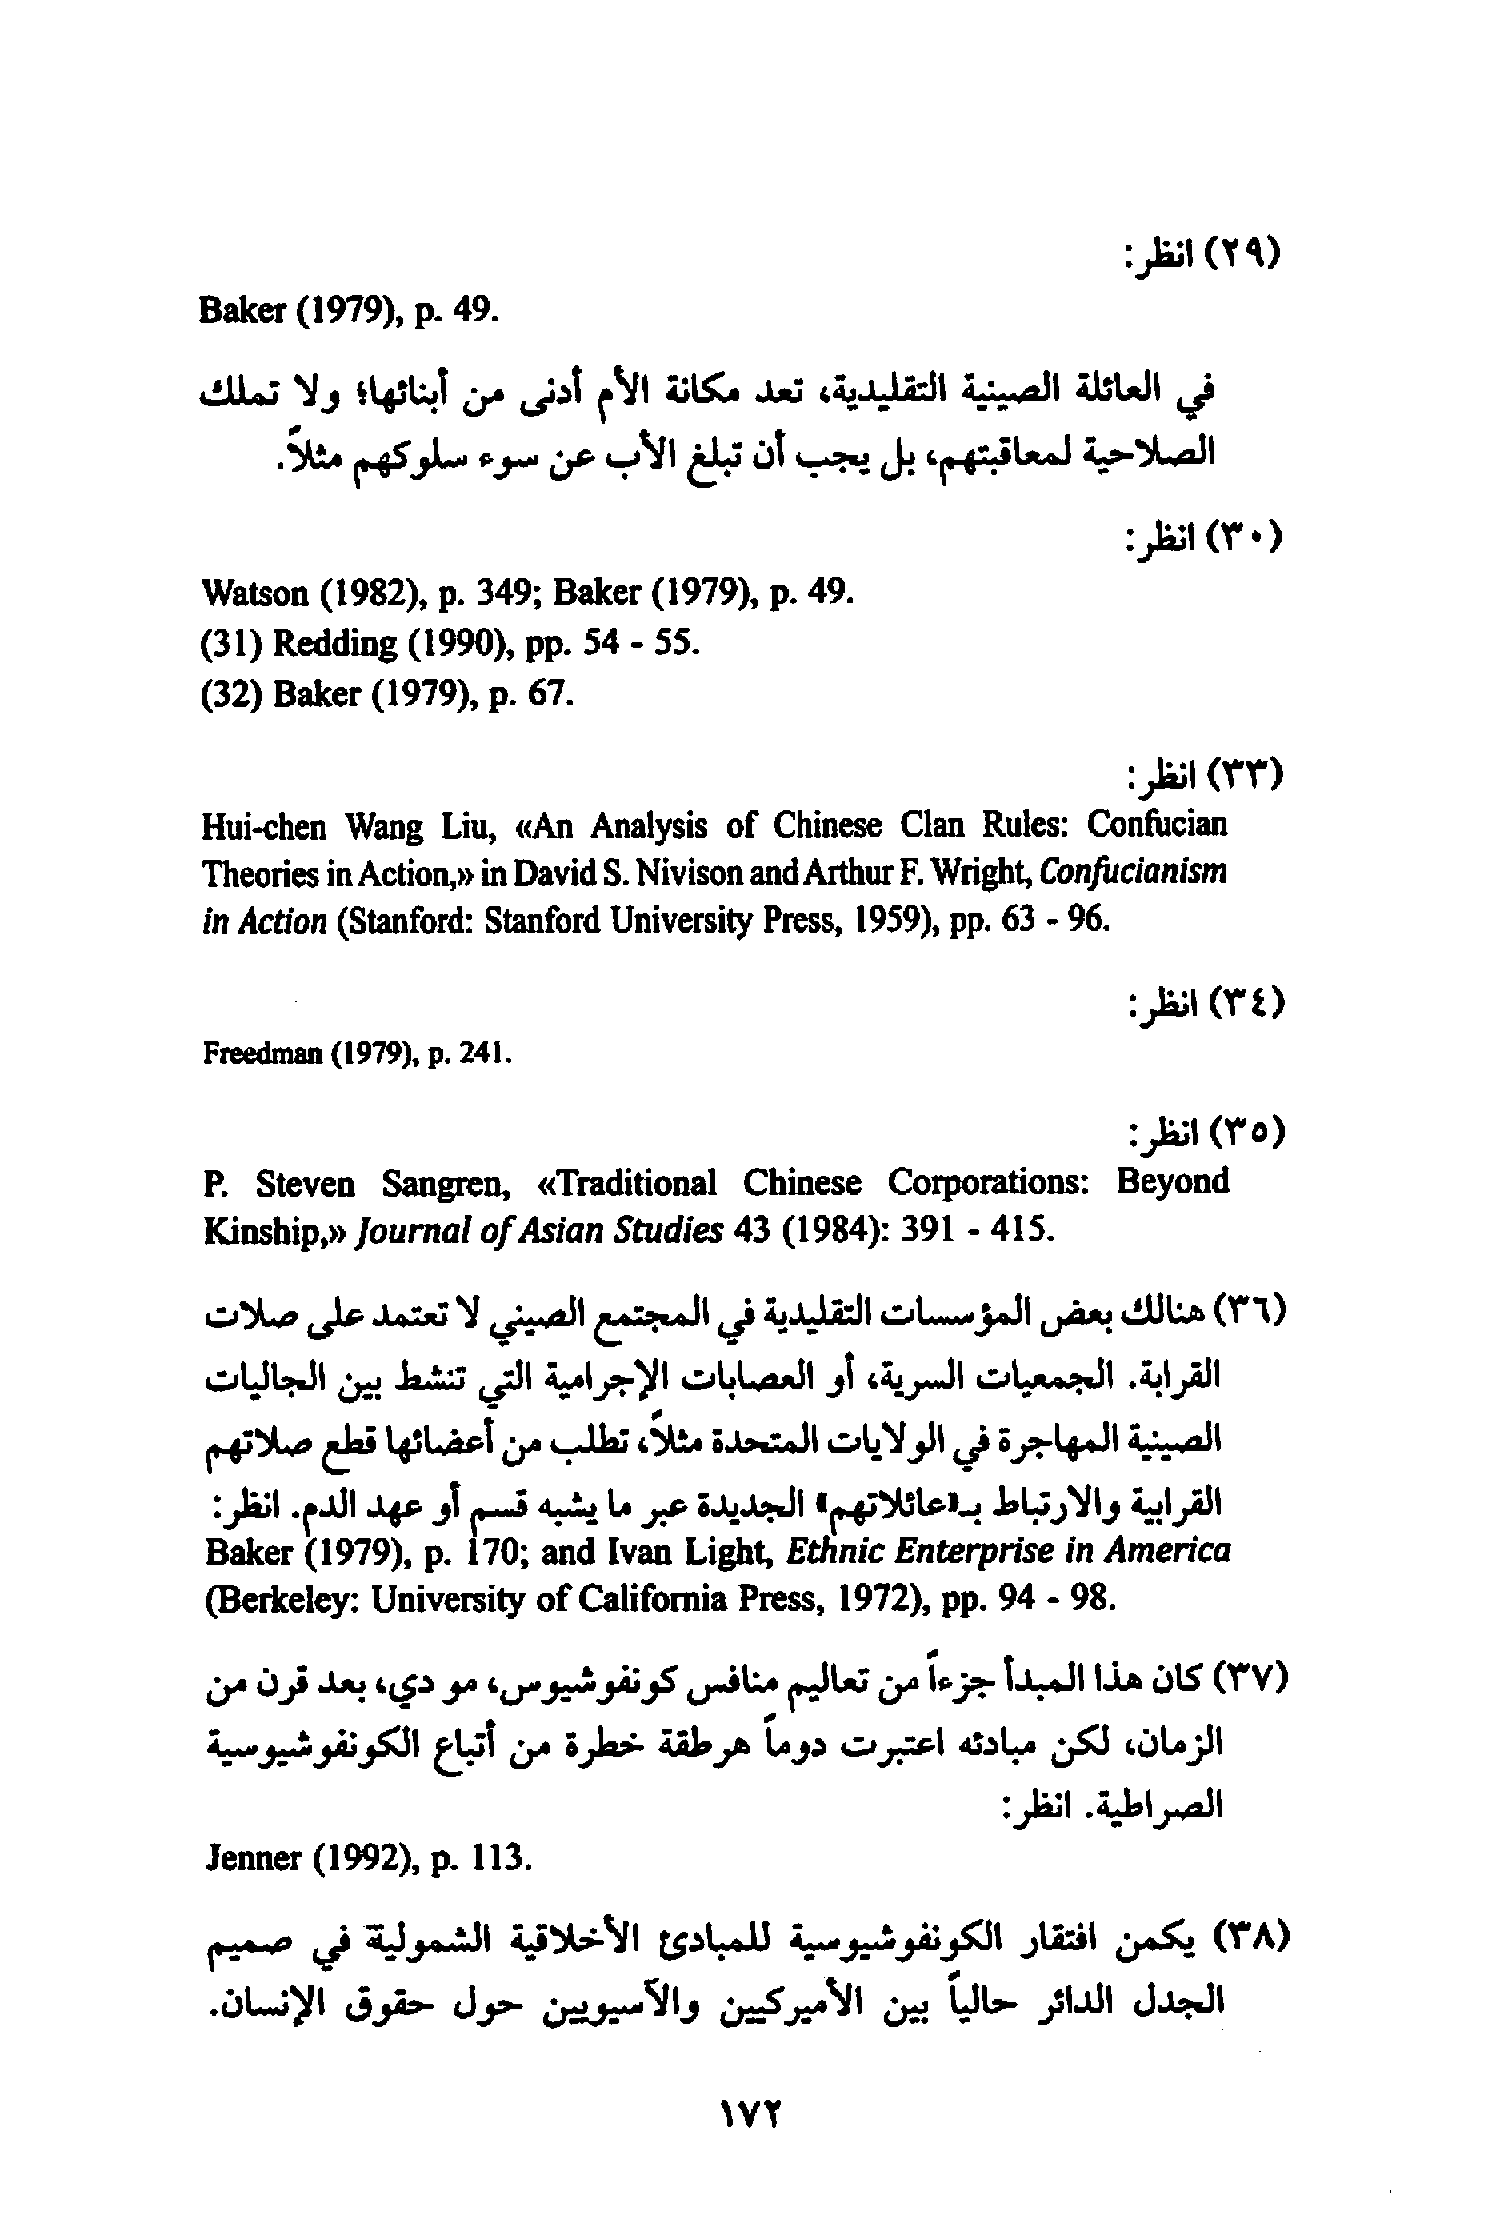 (٢٩) انظر:
Baker (1979), p. 49.
في العائلة الصينية التقليدية، تعد مكانة الأم أدنى من أبنائها؛ ولا تملك
الصلاحية لمعاقبتهم، بل يجب أن تبلغ الأب عن سوء سلوكهم مثلاً.
(٣٠) انظر:
Watson (1982), p. 349; Baker (1979), p. 49.
(31) Redding (1990), pp. 54 - 55.
(32) Baker (1979), p. 67.
(٣٣) انظر:
Hui-chen Wang Liu, «An Analysis of Chinese Clan Rules: Confucian
Theories in Action,» in David S. Nivison and Arthur F. Wright, Confucianism
in Action (Stanford: Stanford University Press, 1959), pp. 63 - 96.
(٣٤) انظر:
Freedman (1979), p. 241.
(٣٥) انظر:
P. Steven Sangren, «Traditional Chinese Corporations: Beyond
Kinship,» Journal of Asian Studies 43 (1984): 391 - 415.
(٣٦) هنالك بعض المؤسسات التقليدية في المجتمع الصيني لا تعتمد على صلات
القرابة. الجمعيات السرية، أو العصابات الإجرامية التي تنشط بين الجاليات
الصينية المهاجرة في الولايات المتحدة مثلاً، تطلب من أعضائها قطع صلاتهم
القرابية والارتباط بـ«عائلاتهم» الجديدة عبر ما يشبه قسم أو عهد الدم. انظر:
Baker (1979), p. 170; and Ivan Light, Ethnic Enterprise in America
(Berkeley: University of California Press, 1972), pp. 94 - 98.
(٣٧) كان هذا المبدأ جزءاً من تعاليم منافس كونفوشيوس، مو دي، بعد قرن من
الزمان، لكن مبادئه اعتبرت دوماً هرطقة خطرة من أتباع الكونفوشيوسية
الصراطية. انظر:
Jenner (1992), p. 113.
(٣٨) يكمن افتقار الكونفوشيوسية للمبادئ الأخلاقية الشمولية في صميم
الجدل الدائر حالياً بين الأميركيين والآسيويين حول حقوق الإنسان.
١٧٢